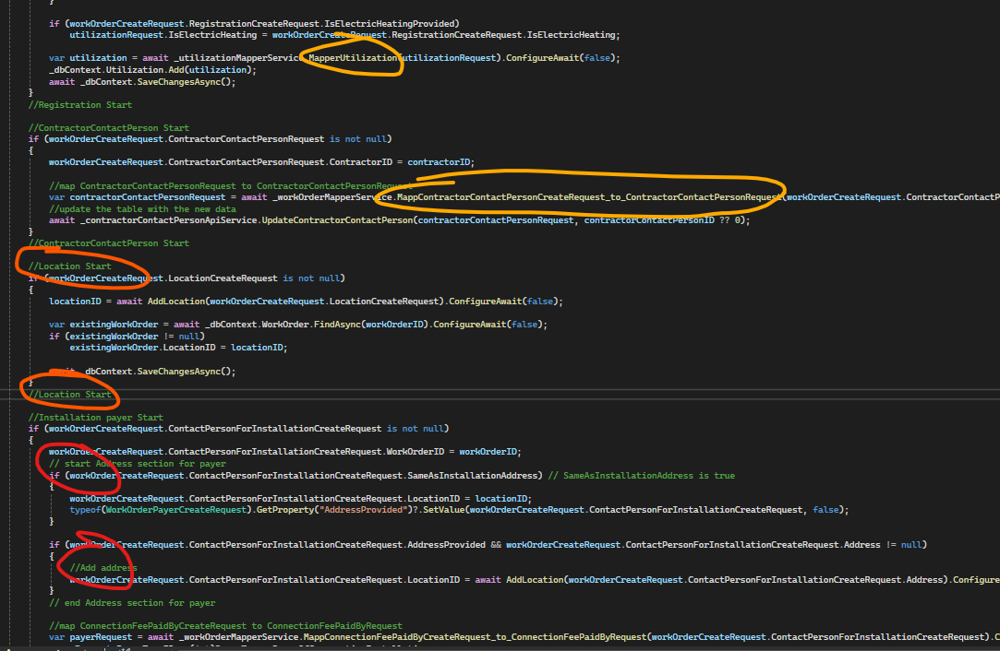 }
if (workOrderCreateRequest.RegistrationCreateRequest.IsElectricHeatingProvided)
utilizationRequest.IsElectricHeating = workOrderCreateRequest.RegistrationCreateRequest.IsElectricHeating;
var utilization = await _utilizationMapperService.MapperUtilization(utilizationRequest).ConfigureAwait(false);
_dbContext.Utilization.Add(utilization);
await _dbContext.SaveChangesAsync();
}
//Registration Start
//ContractorContactPerson Start
if (workOrderCreateRequest.ContractorContactPersonRequest is not null)
{
workOrderCreateRequest.ContractorContactPersonRequest.ContractorID = contractorID;
//map ContractorContactPersonRequest to ContractorContactPersonRequest
var contractorContactPersonRequest = await _workOrderMapperService.MappContractorContactPersonCreateRequest_to_ContractorContactPersonRequest(workOrderCreateRequest.ContractorContactP
//update the table with the new data
await _contractorContactPersonApiService.UpdateContractorContactPerson(contractorContactPersonRequest, contractorContactPersonID ?? 0);
}
//ContractorContactPerson Start
//Location Start
if (workOrderCreateRequest.LocationCreateRequest is not null)
{
locationID = await AddLocation(workOrderCreateRequest.LocationCreateRequest).ConfigureAwait(false);
var existingWorkOrder = await _dbContext.WorkOrder.FindAsync(workOrderID).ConfigureAwait(false);
if (existingWorkOrder != null)
existingWorkOrder.LocationID = locationID;
await _dbContext.SaveChangesAsync();
}
//Location Start
//Installation payer Start
if (workOrderCreateRequest.ContactPersonForInstallationCreateRequest is not null)
{
workOrderCreateRequest.ContactPersonForInstallationCreateRequest.WorkOrderID = workOrderID;
// start Address section for payer
if (workOrderCreateRequest.ContactPersonForInstallationCreateRequest.SameAsInstallationAddress) // SameAsInstallationAddress is true
{
workOrderCreateRequest.ContactPersonForInstallationCreateRequest.LocationID = locationID;
typeof(WorkOrderPayerCreateRequest).GetProperty("AddressProvided")?.SetValue(workOrderCreateRequest.ContactPersonForInstallationCreateRequest, false);
}
if (workOrderCreateRequest.ContactPersonForInstallationCreateRequest.AddressProvided && workOrderCreateRequest.ContactPersonForInstallationCreateRequest.Address != null)
{
//Add address
workOrderCreateRequest.ContactPersonForInstallationCreateRequest.LocationID = await AddLocation(workOrderCreateRequest.ContactPersonForInstallationCreateRequest.Address).Configure
}
// end Address section for payer
//map ConnectionFeePaidByCreateRequest to ConnectionFeePaidByRequest
var payerRequest = await _workOrderMapperService.MappConnectionFeePaidByCreateRequest_to_ConnectionFeePaidByRequest(workOrderCreateRequest.ContactPersonForInstallationCreateRequest).C